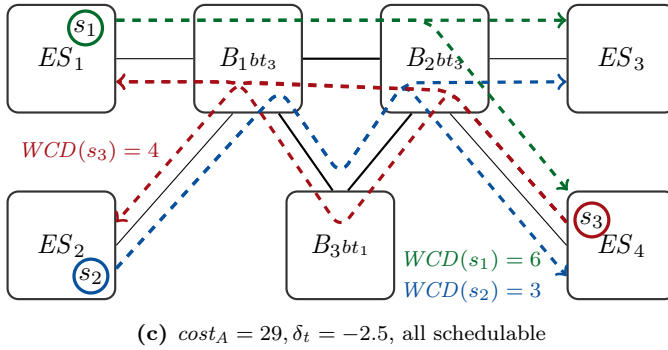 s₁
ES₁
B₁bt₃
B₂bt₃
ES₃
WCD(s₃) = 4
ES₂
s₂
B₃bt₁
s₃
ES₄
WCD(s₁) = 6
WCD(s₂) = 3
(c) cost_A = 29, δₜ = −2.5, all schedulable